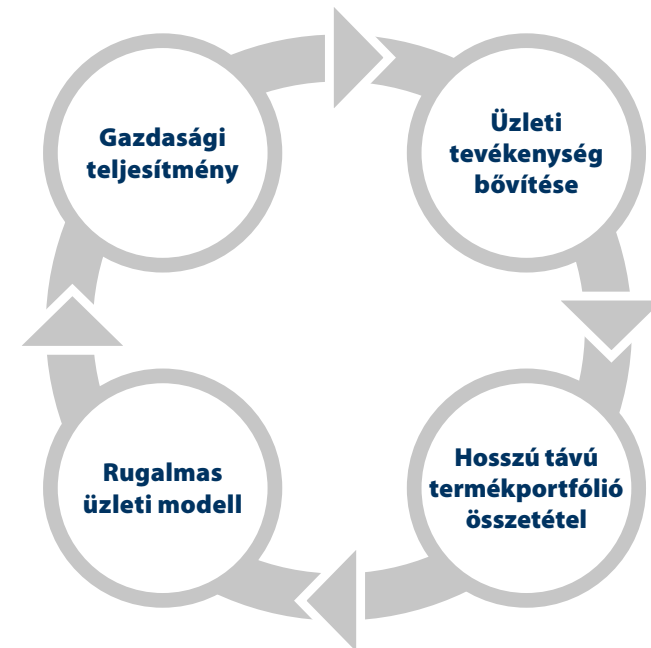 Gazdasági
teljesítmény
Üzleti
tevékenység
bővítése
Hosszú távú
termékportfólió
összetétel
Rugalmas
üzleti modell